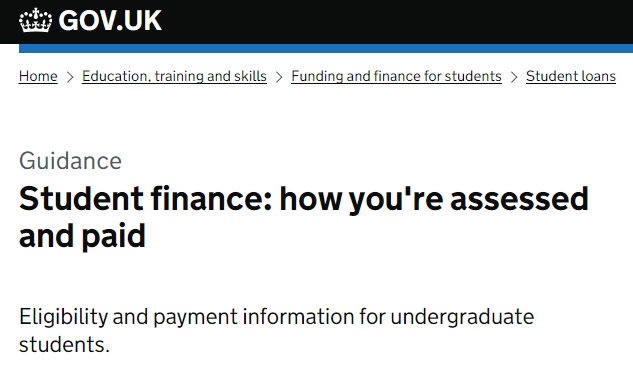 GOV.UK
Home > Education, training and skills > Funding and finance for students > Student loans
Guidance
Student finance: how you're assessed
and paid
Eligibility and payment information for undergraduate
students.